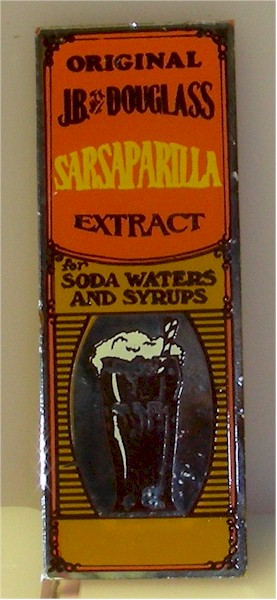 ORIGINAL
J.B. DOUGLASS
SARSAPARILLA
EXTRACT
for
SODA WATERS
AND SYRUPS